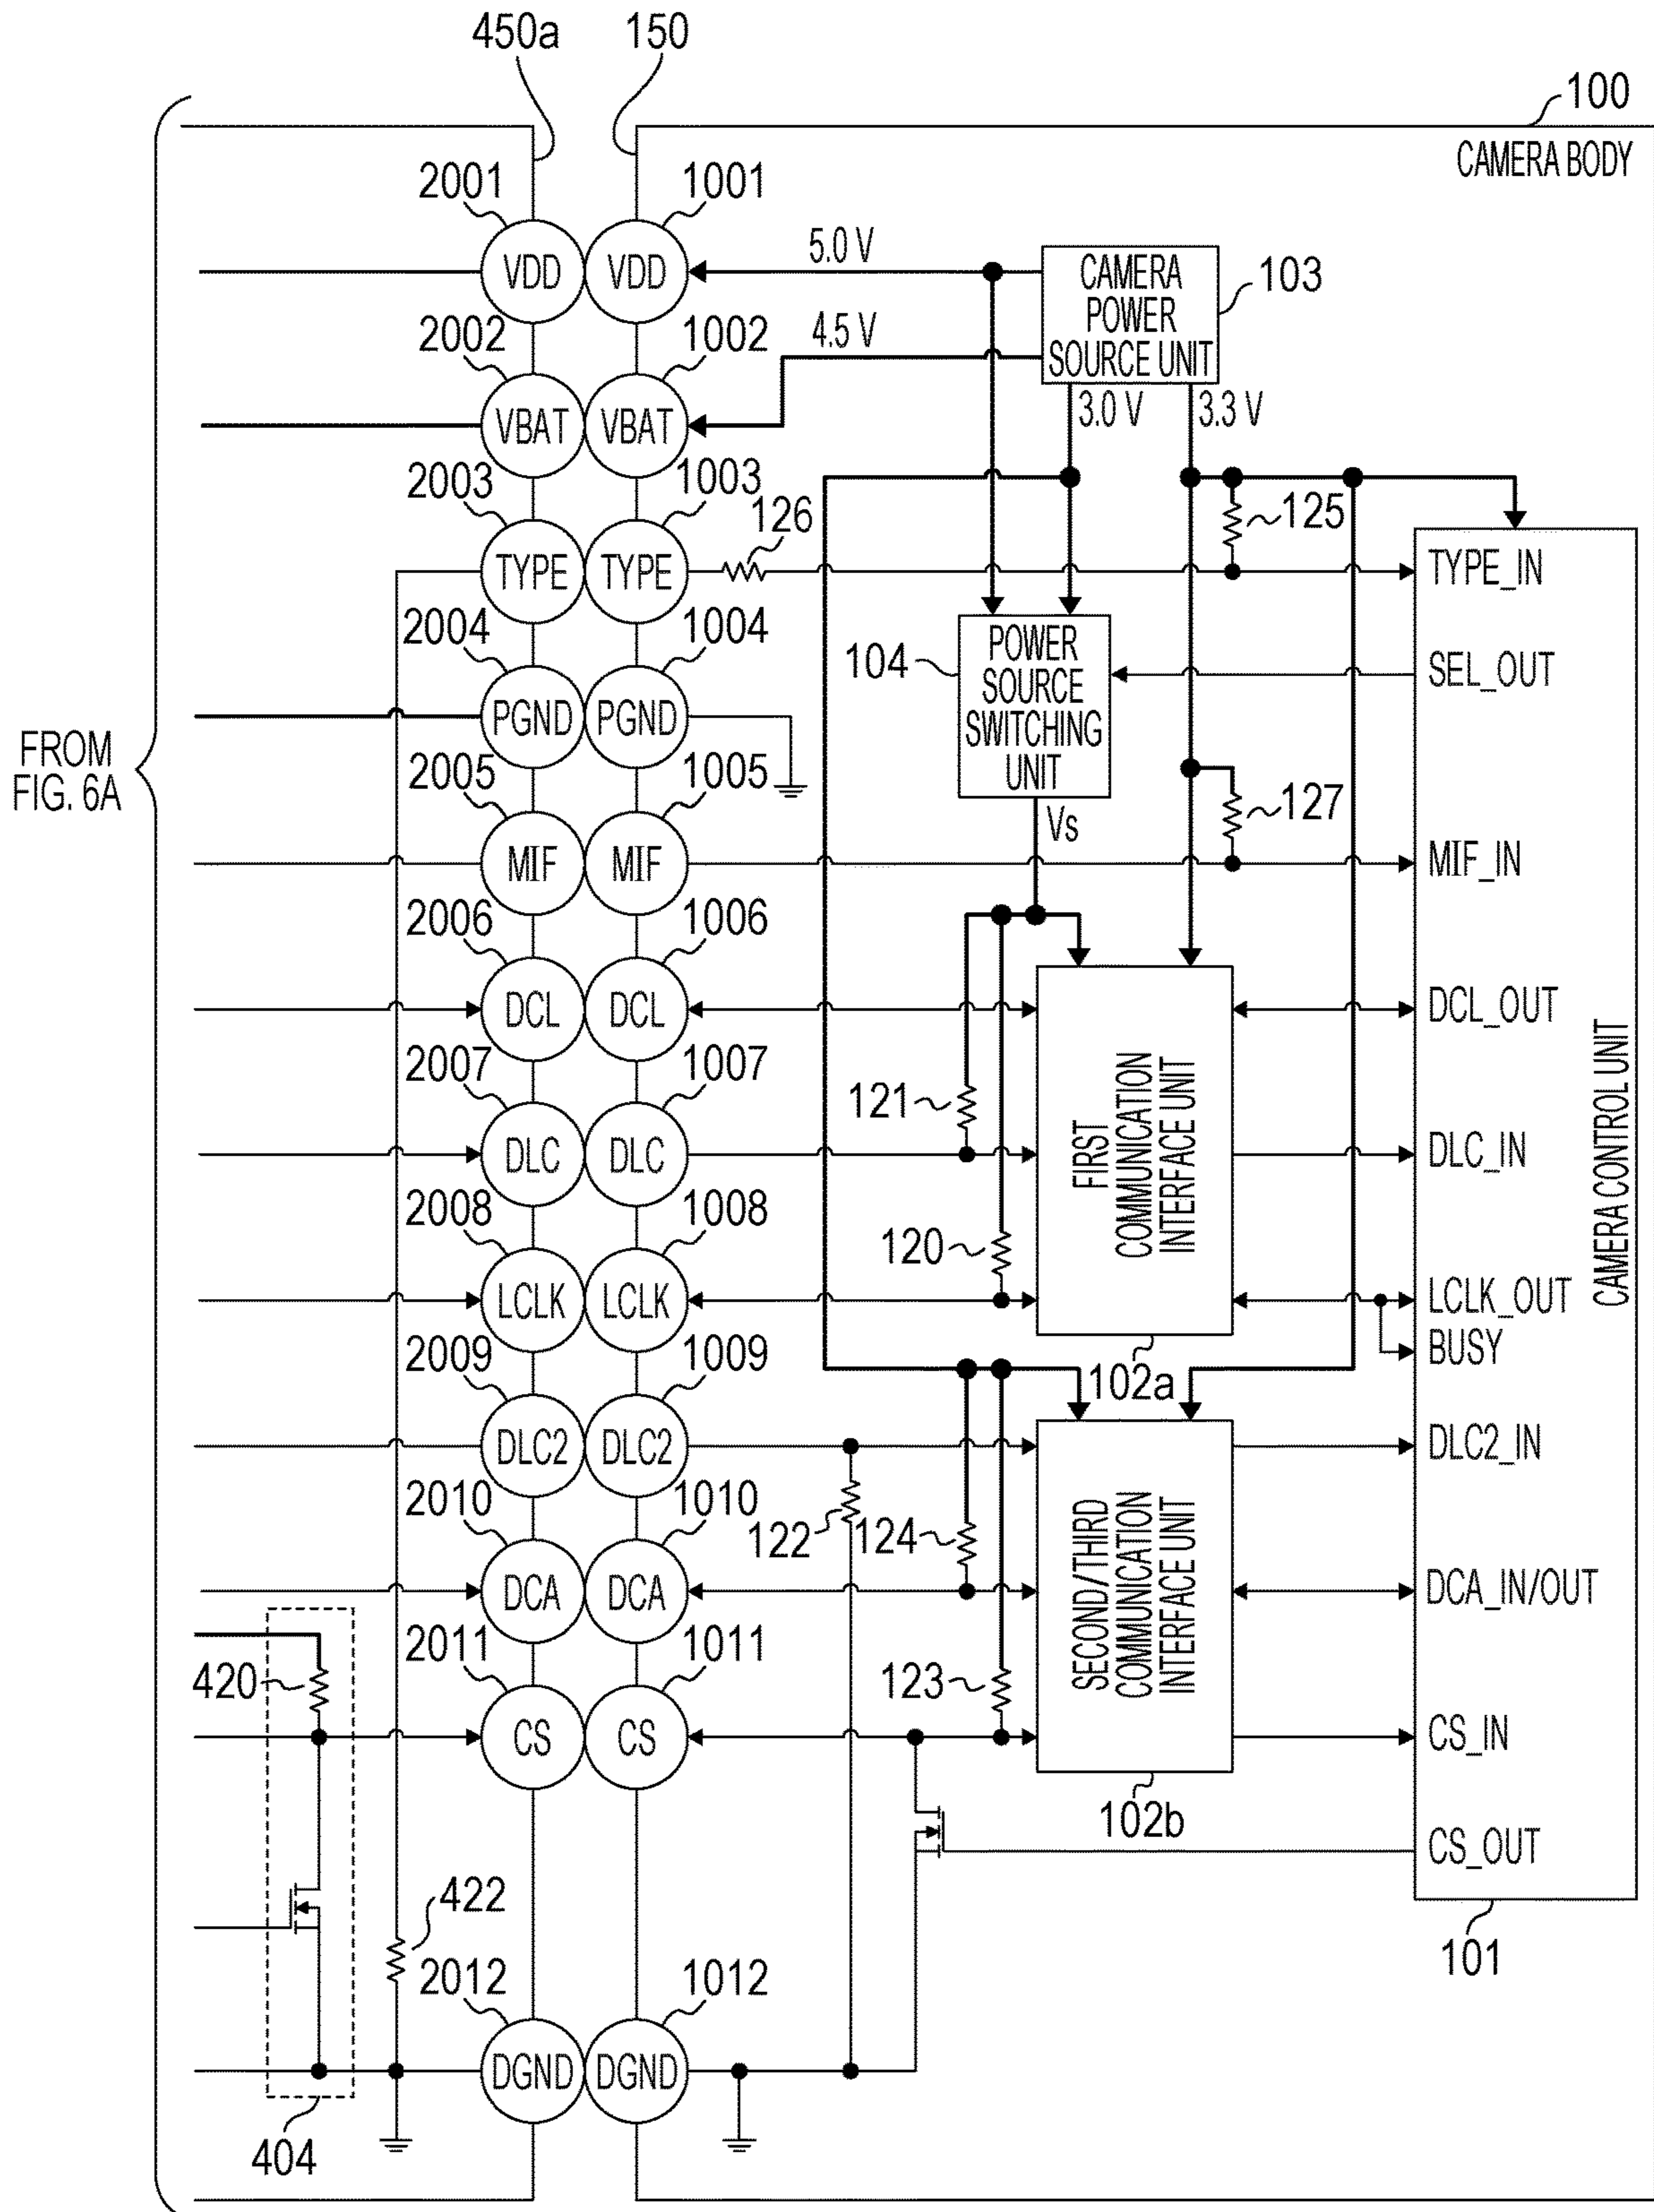 450a 150
100
CAMERA BODY
2001 1001
VDD VDD
5.0 V
CAMERA
POWER
SOURCE UNIT
103
2002 1002
4.5 V
VBAT VBAT
3.0 V 3.3 V
2003 1003
126
125
TYPE TYPE
TYPE_IN
2004 1004
104
POWER
SOURCE
SWITCHING
UNIT
SEL_OUT
PGND PGND
FROM
FIG. 6A
2005 1005
127
Vs
MIF MIF
MIF_IN
2006 1006
DCL DCL
DCL_OUT
2007 1007
121
FIRST
COMMUNICATION
INTERFACE UNIT
CAMERA CONTROL UNIT
DLC DLC
DLC_IN
2008 1008
120
LCLK LCLK
LCLK_OUT
BUSY
2009 1009
102a
DLC2 DLC2
DLC2_IN
2010 1010
122 124
SECOND/THIRD
COMMUNICATION
INTERFACE UNIT
DCA DCA
DCA_IN/OUT
2011 1011
420
123
CS CS
CS_IN
102b
CS_OUT
422
101
2012 1012
DGND DGND
404